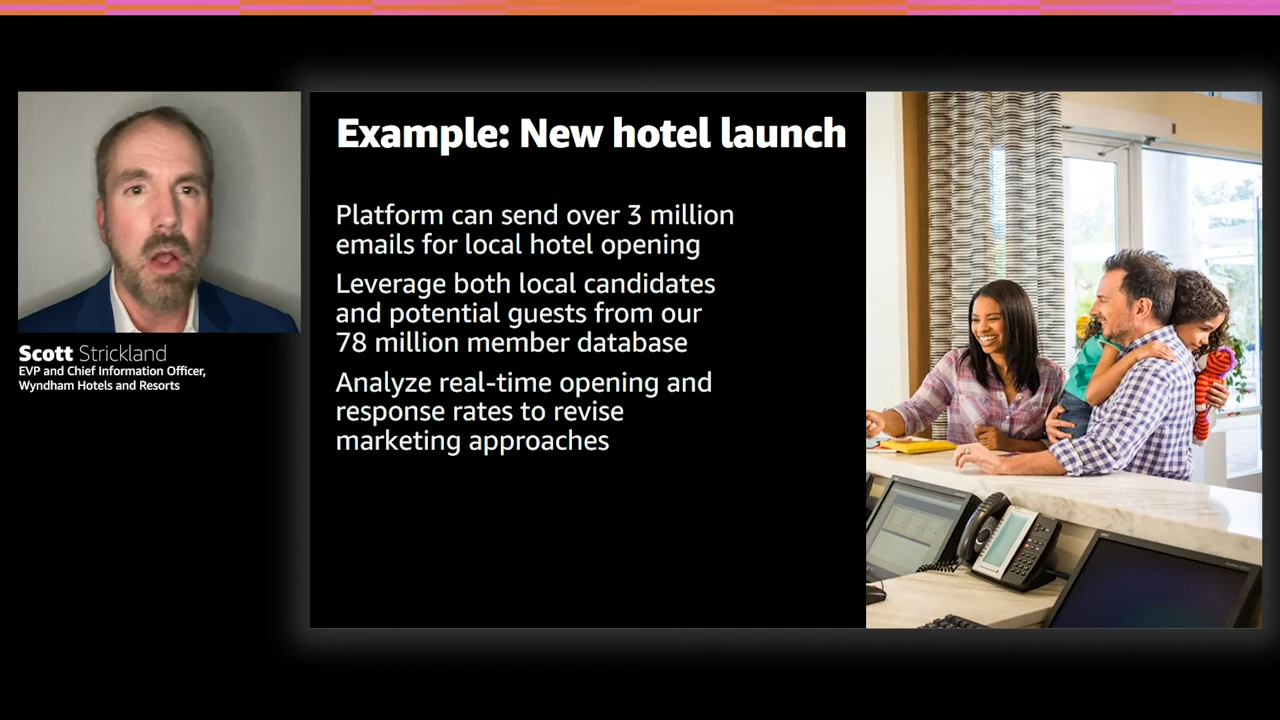 Example: New hotel launch
Platform can send over 3 million
emails for local hotel opening
Leverage both local candidates
and potential guests from our
78 million member database
Analyze real-time opening and
response rates to revise
marketing approaches
Scott Strickland
EVP and Chief Information Officer,
Wyndham Hotels and Resorts